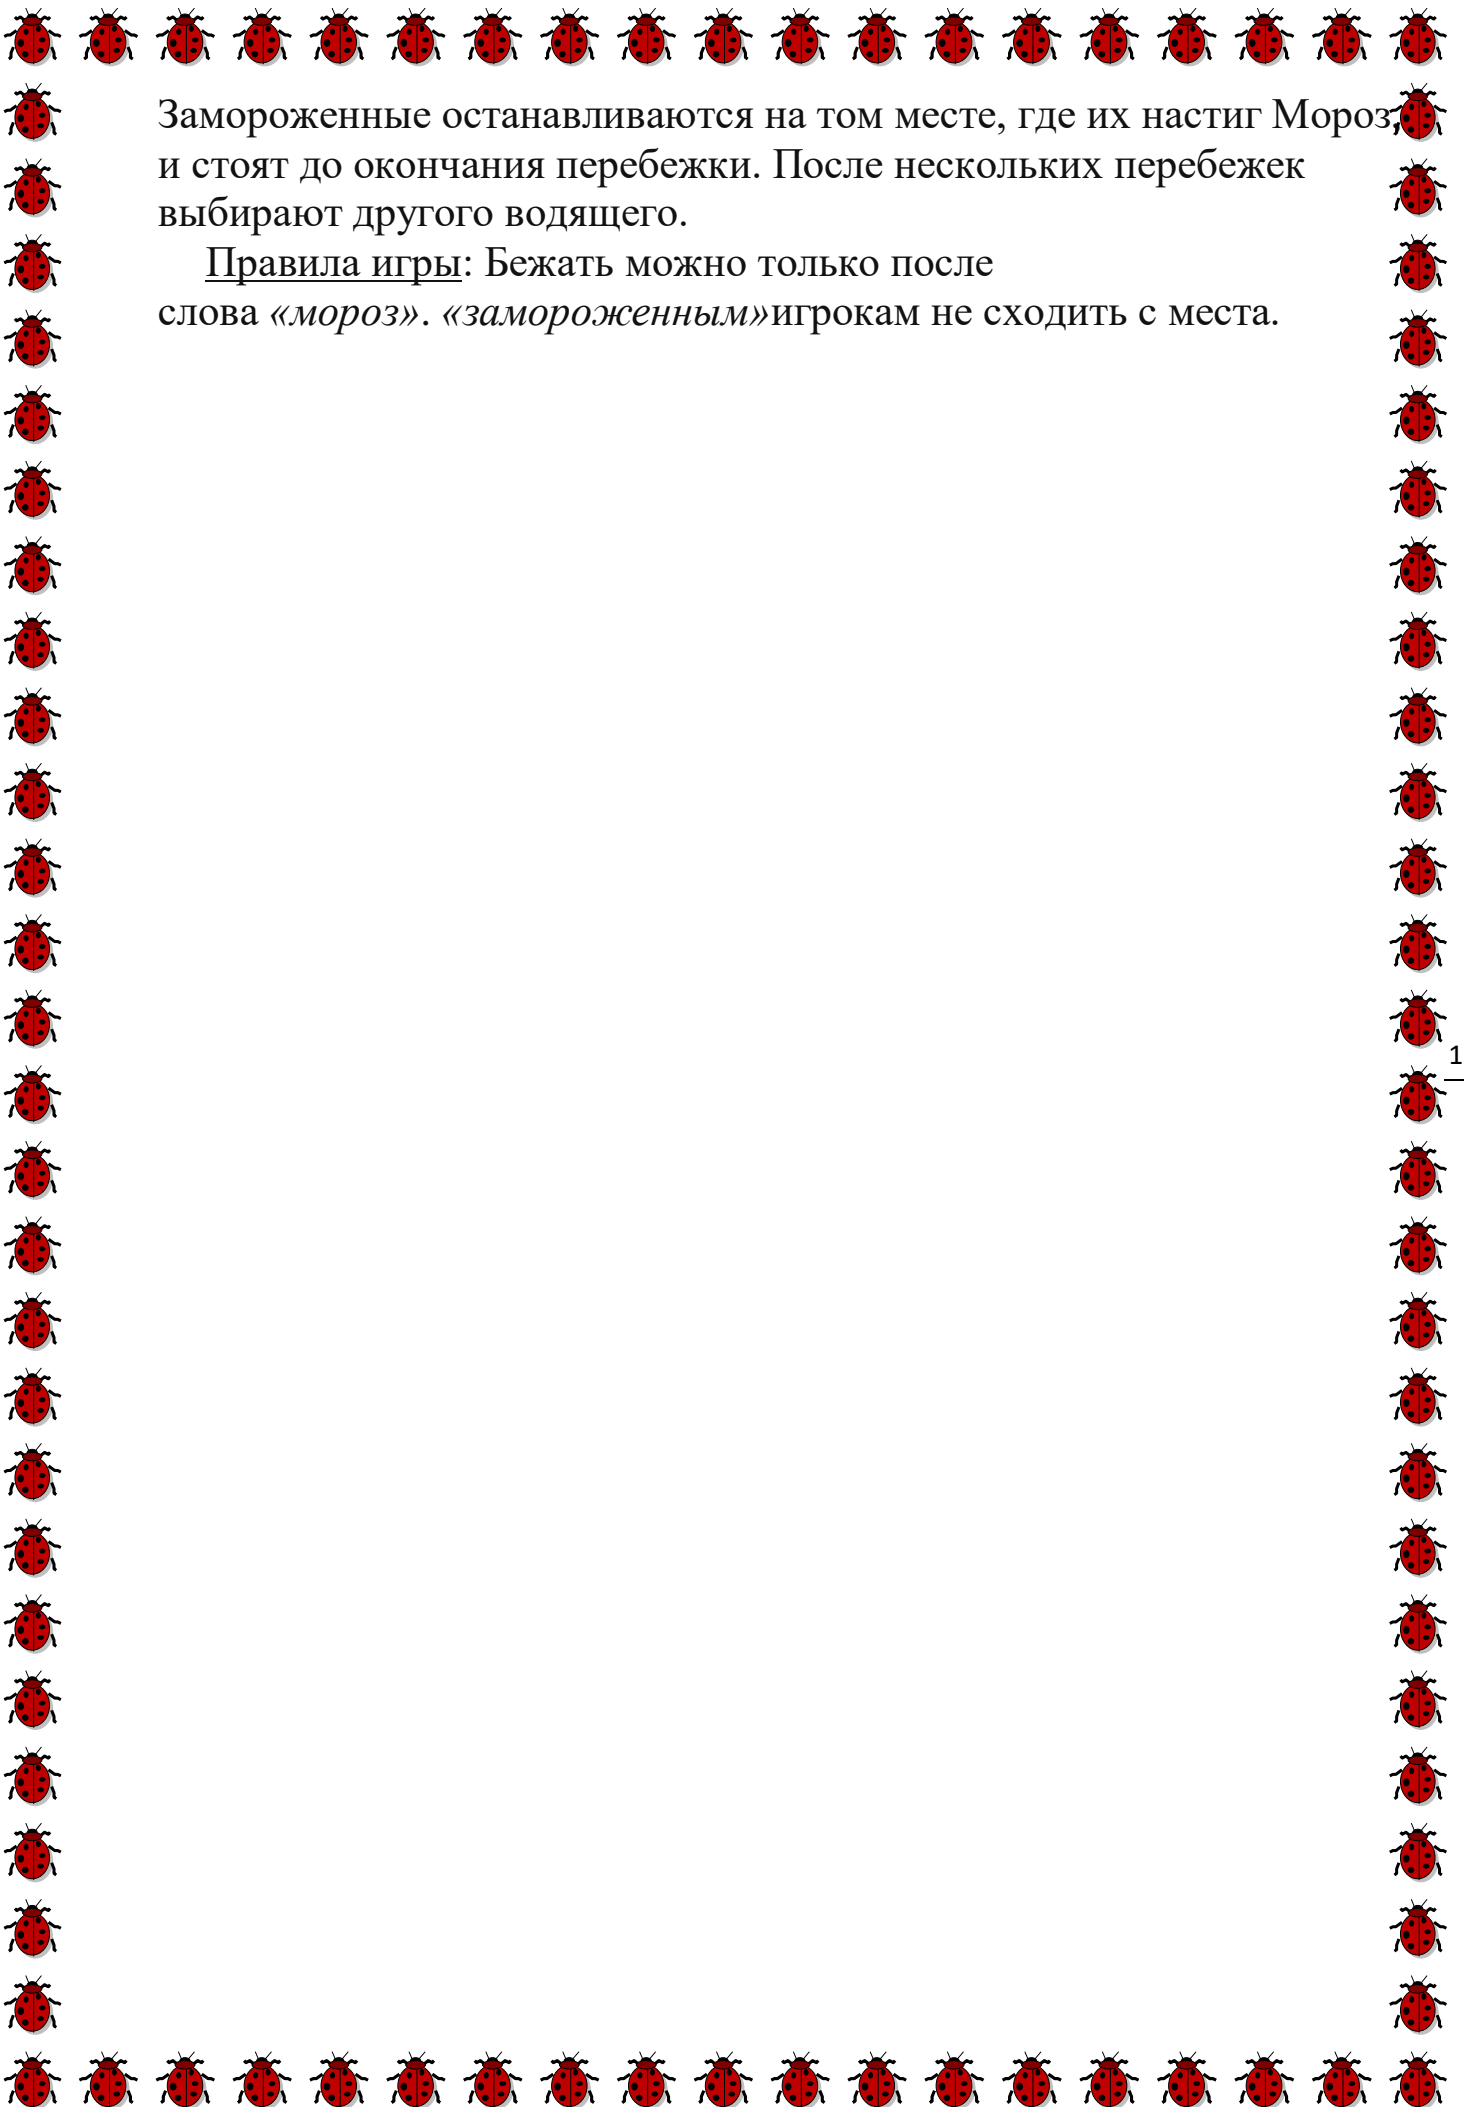 Замороженные останавливаются на том месте, где их настиг Мороз,
и стоят до окончания перебежки. После нескольких перебежек
выбирают другого водящего.
Правила игры: Бежать можно только после
слова «мороз». «замороженным»игрокам не сходить с места.
1